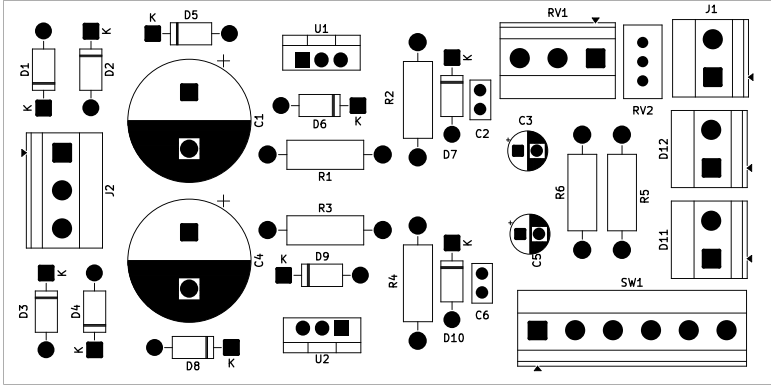 K D5 U1 RV1 J1
D1 D2 K K R2 K
K C1 D6 K C2 C3 RV2
D7 D12
R1 J2 R6 R5
R3 D11
K C4 D9 K R4 K C5 SW1
D3 D4 C6
K D8 K U2 D10